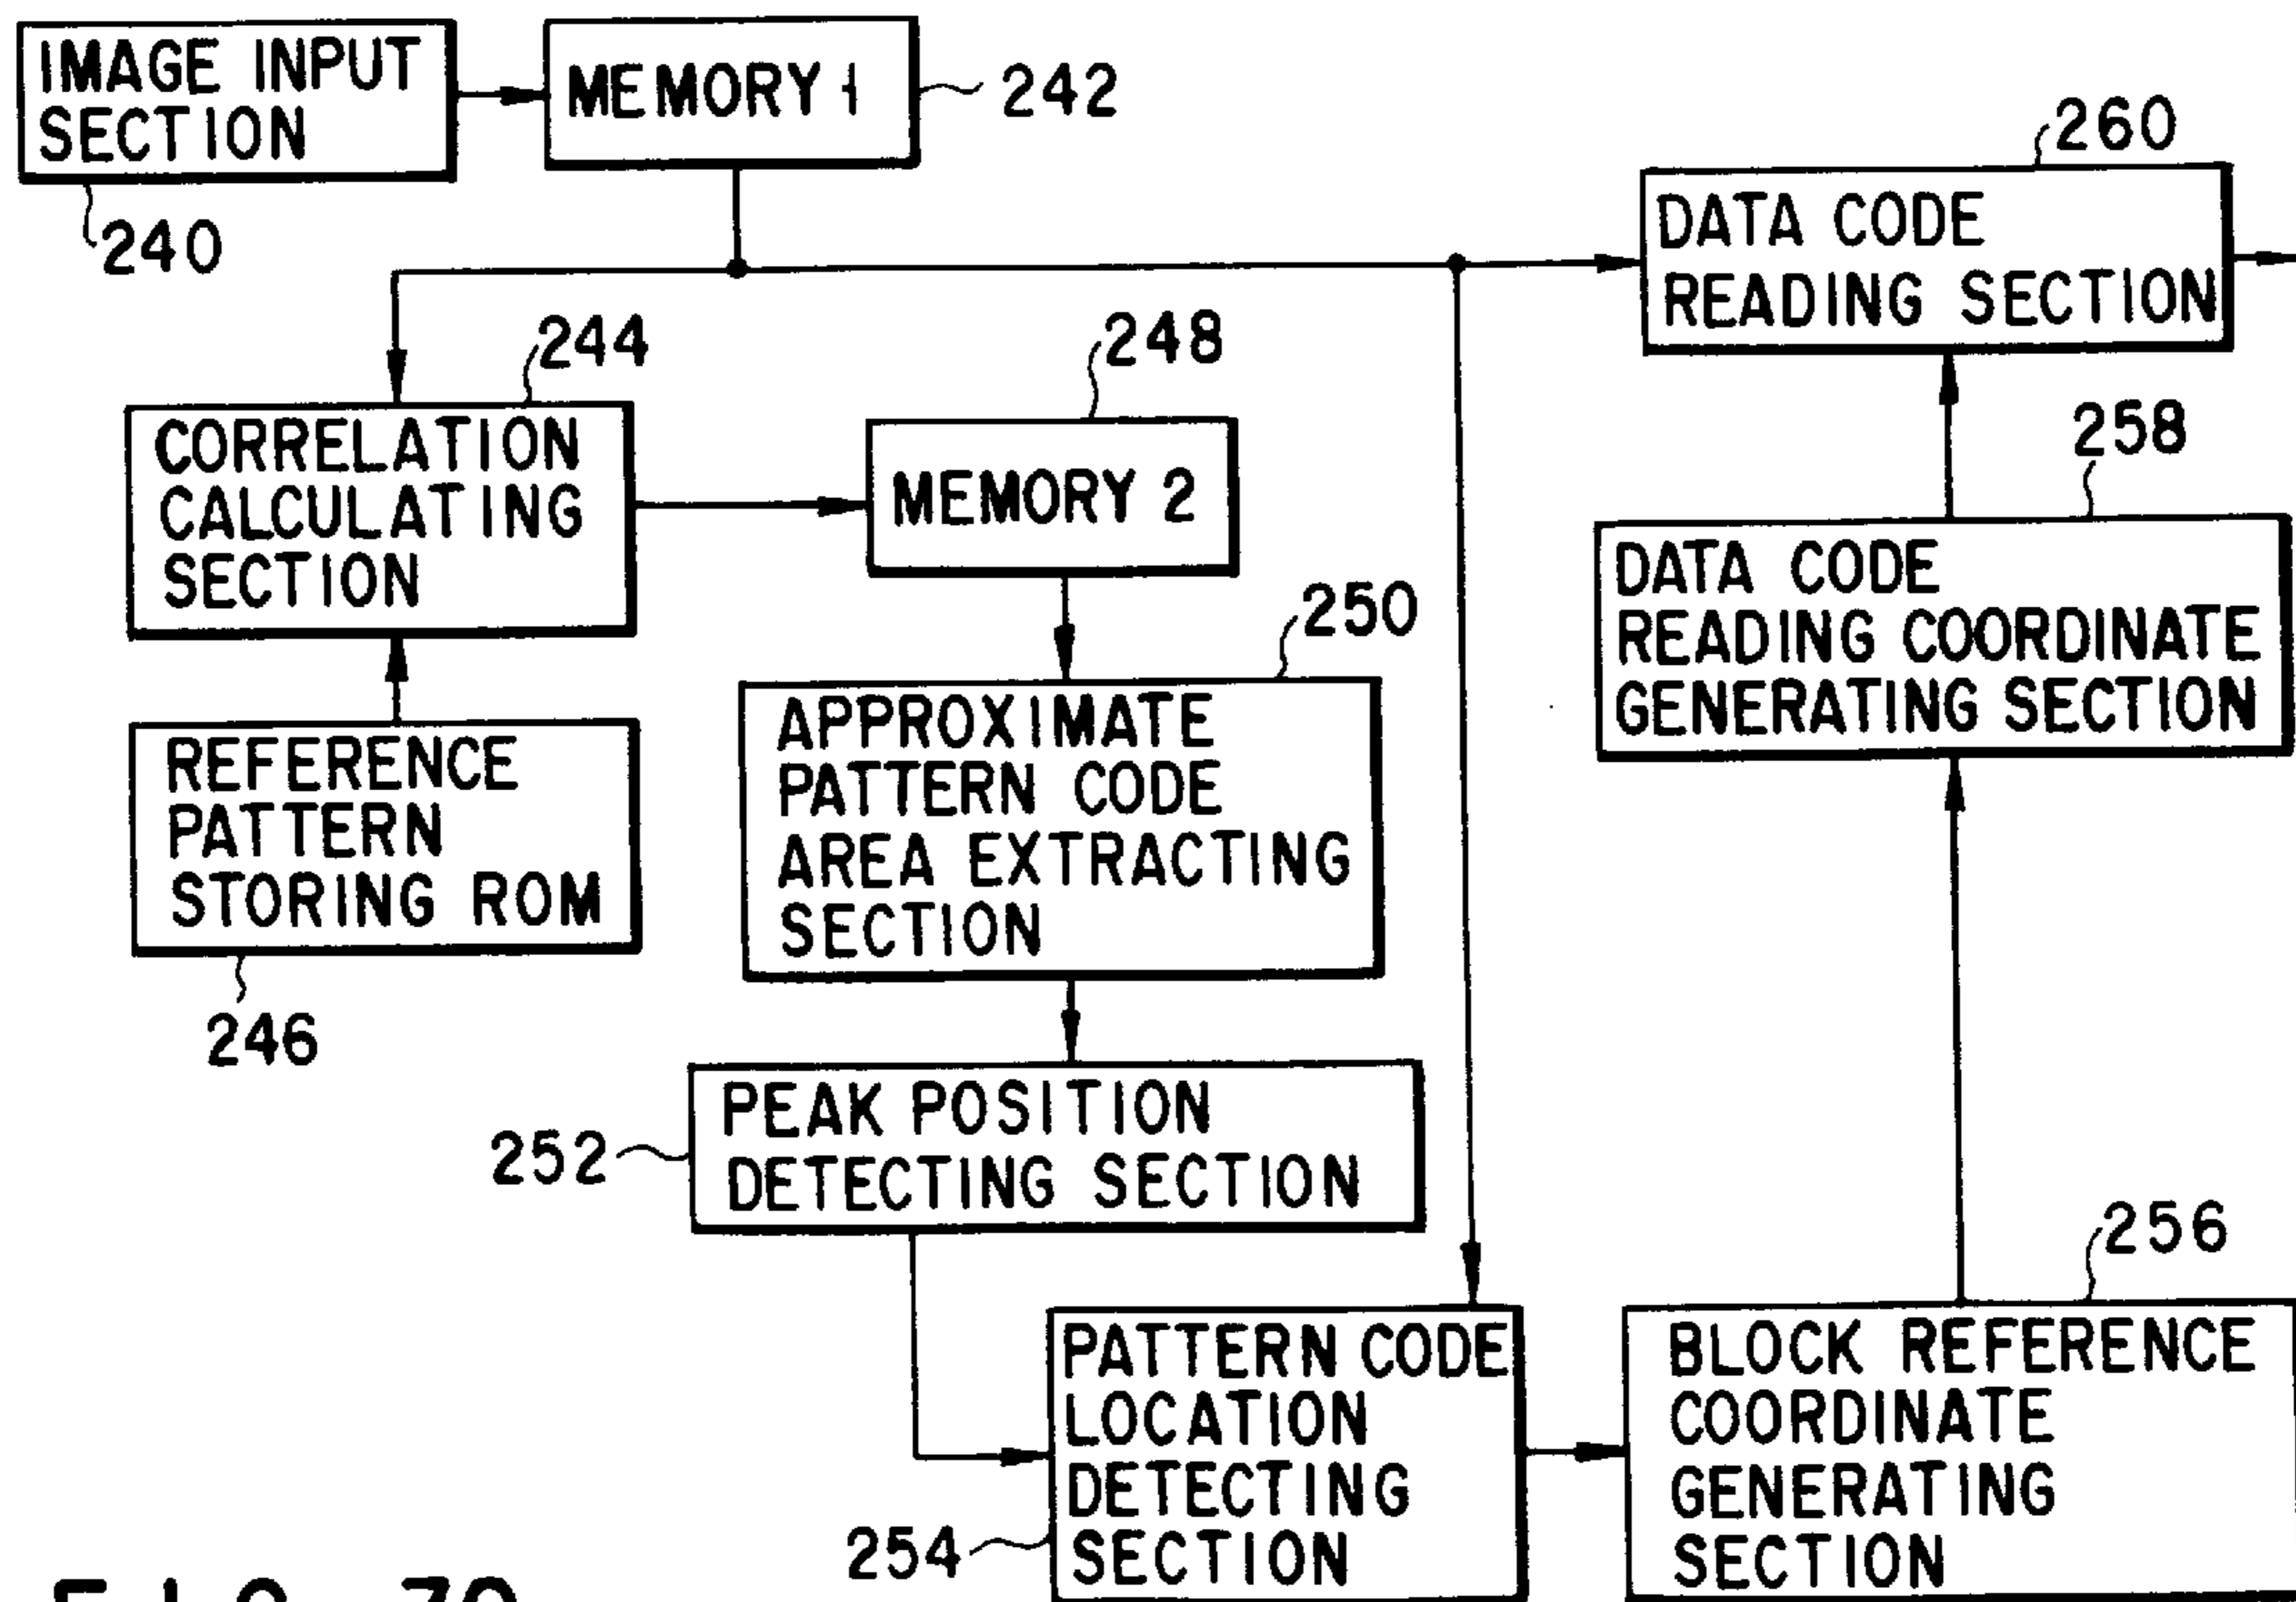 IMAGE INPUT
SECTION
240
MEMORY 1
242
260
DATA CODE
READING SECTION
244
CORRELATION
CALCULATING
SECTION
248
MEMORY 2
258
DATA CODE
READING COORDINATE
GENERATING SECTION
250
APPROXIMATE
PATTERN CODE
AREA EXTRACTING
SECTION
REFERENCE
PATTERN
STORING ROM
246
252
PEAK POSITION
DETECTING SECTION
254
PATTERN CODE
LOCATION
DETECTING
SECTION
256
BLOCK REFERENCE
COORDINATE
GENERATING
SECTION
FIG.